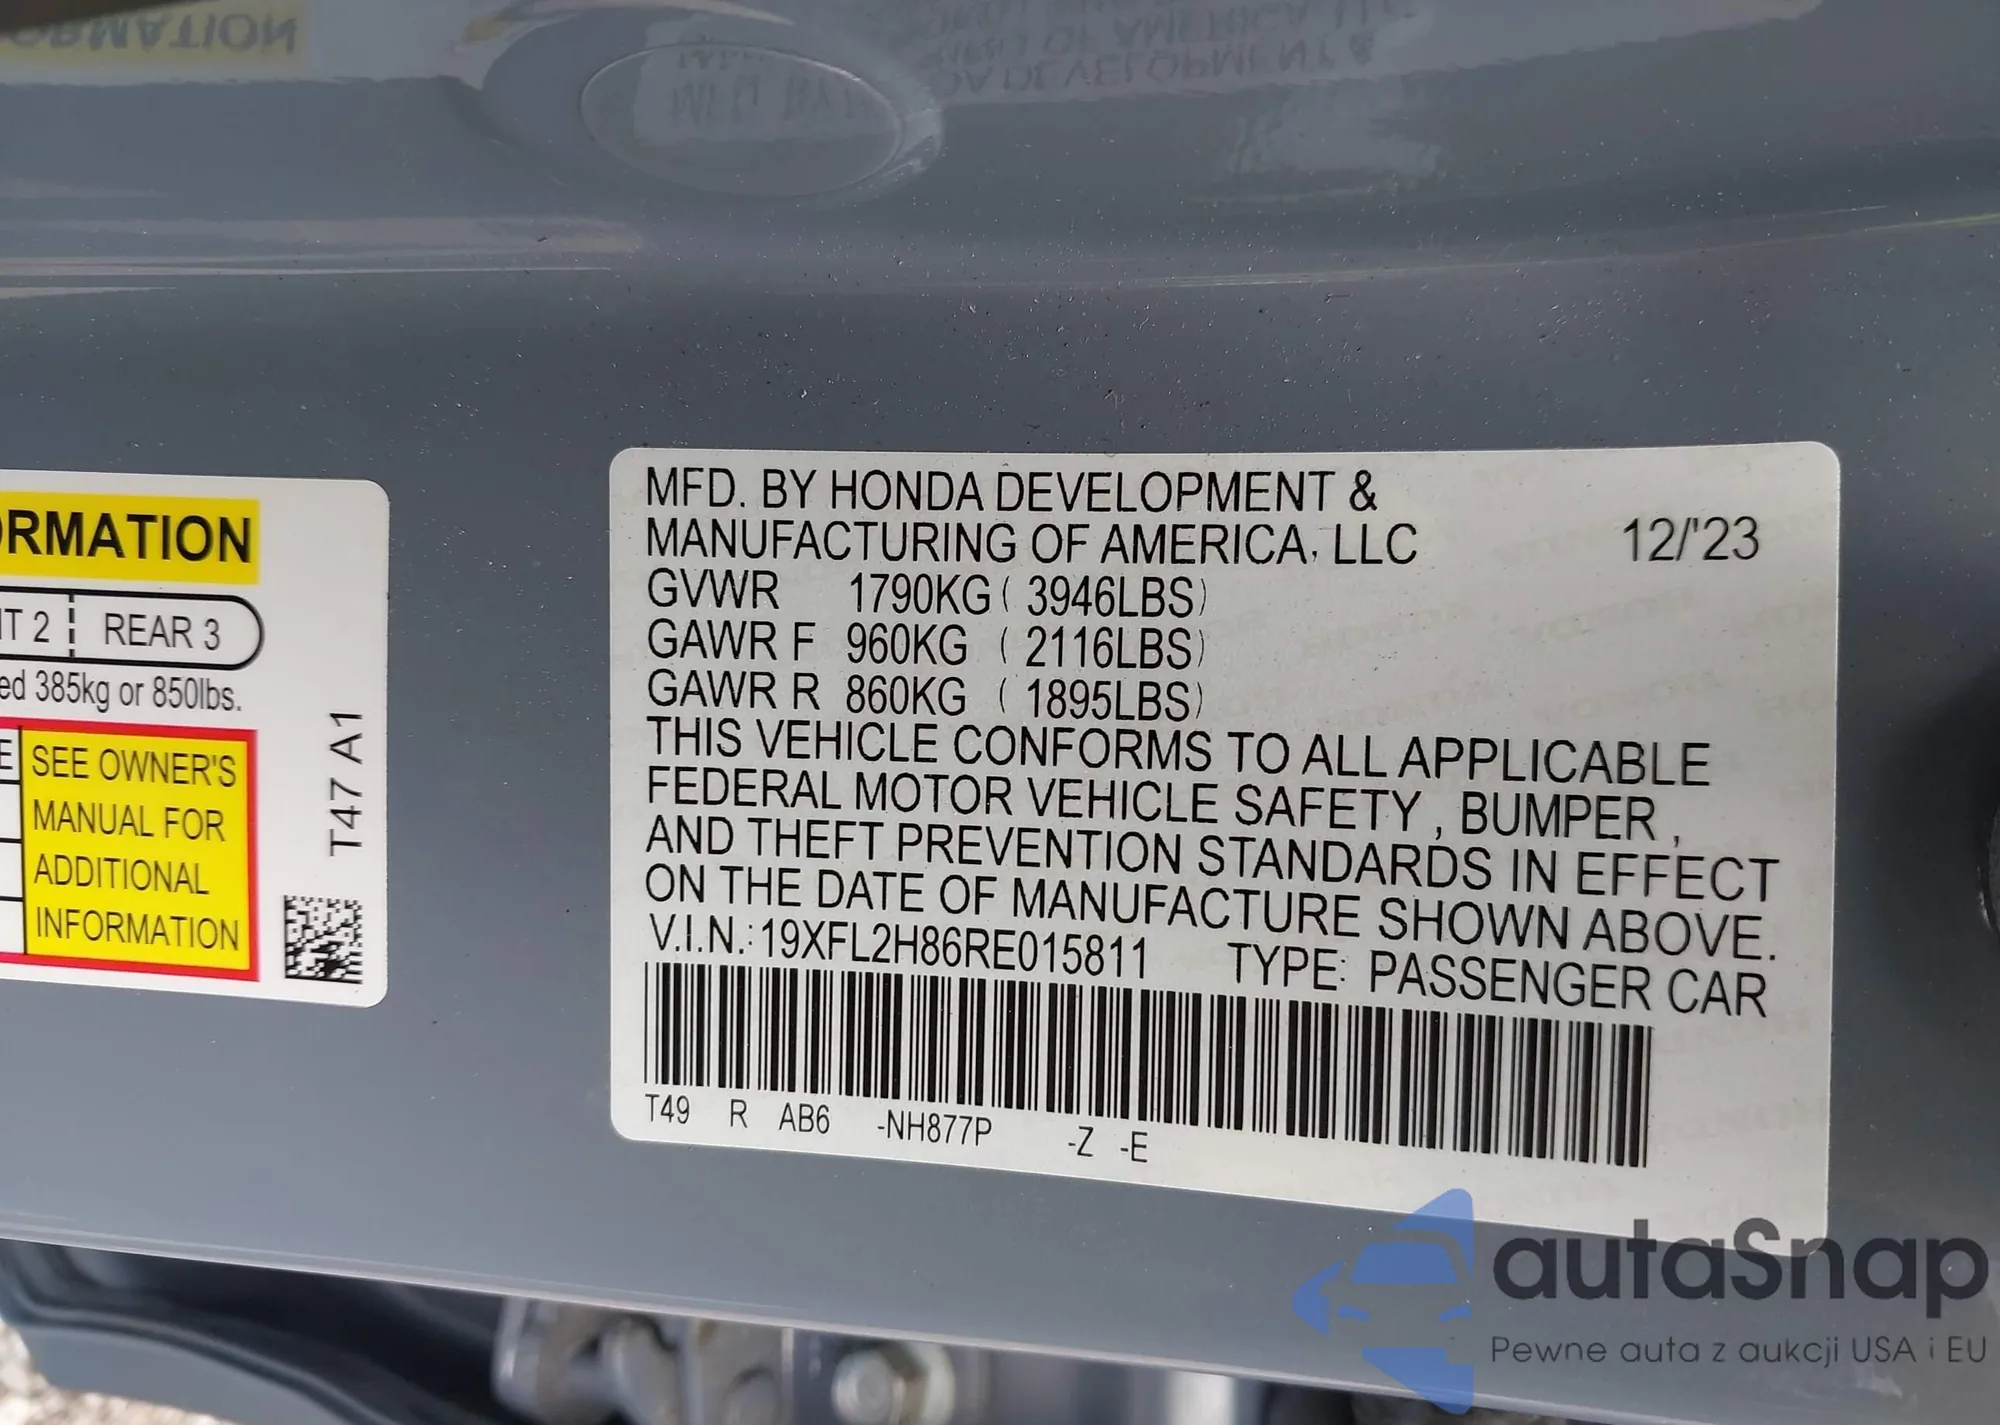 ORMATION
MFD. BY HONDA DEVELOPMENT &
MANUFACTURING OF AMERICA, LLC 12/'23
GVWR 1790KG ( 3946LBS)
GAWR F 960KG ( 2116LBS)
GAWR R 860KG ( 1895LBS)
THIS VEHICLE CONFORMS TO ALL APPLICABLE
FEDERAL MOTOR VEHICLE SAFETY , BUMPER ,
AND THEFT PREVENTION STANDARDS IN EFFECT
ON THE DATE OF MANUFACTURE SHOWN ABOVE.
V.I.N.: 19XFL2H86RE015811 TYPE: PASSENGER CAR
T49 R AB6 -NH877P -Z -E
RMATION
T 2 REAR 3
ed 385kg or 850lbs.
E
SEE OWNER'S
MANUAL FOR
ADDITIONAL
INFORMATION
T47 A1
autaSnap
Pewne auta z aukcji USA i EU